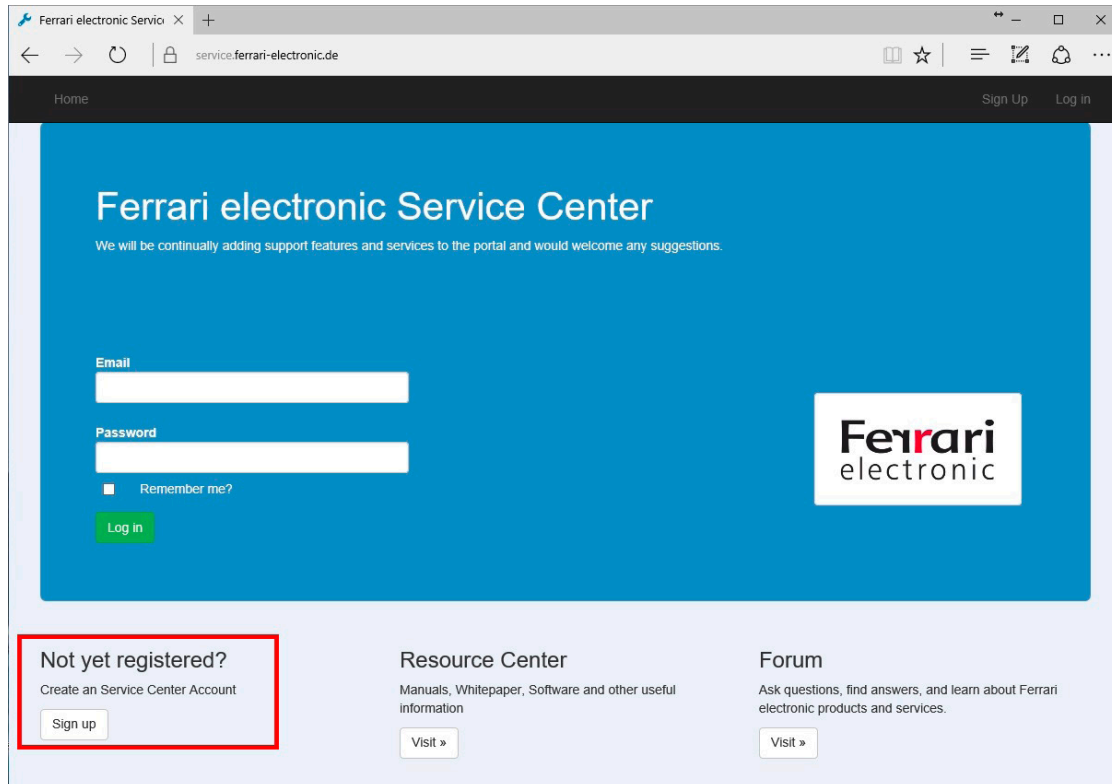 Ferrari electronic Servic
service.ferrari-electronic.de
Home
Sign Up
Log in
Ferrari electronic Service Center
We will be continually adding support features and services to the portal and would welcome any suggestions.
Email
Password
Remember me?
Log in
Ferrari
electronic
Not yet registered?
Create an Service Center Account
Sign up
Resource Center
Manuals, Whitepaper, Software and other useful
information
Visit »
Forum
Ask questions, find answers, and learn about Ferrari
electronic products and services.
Visit »